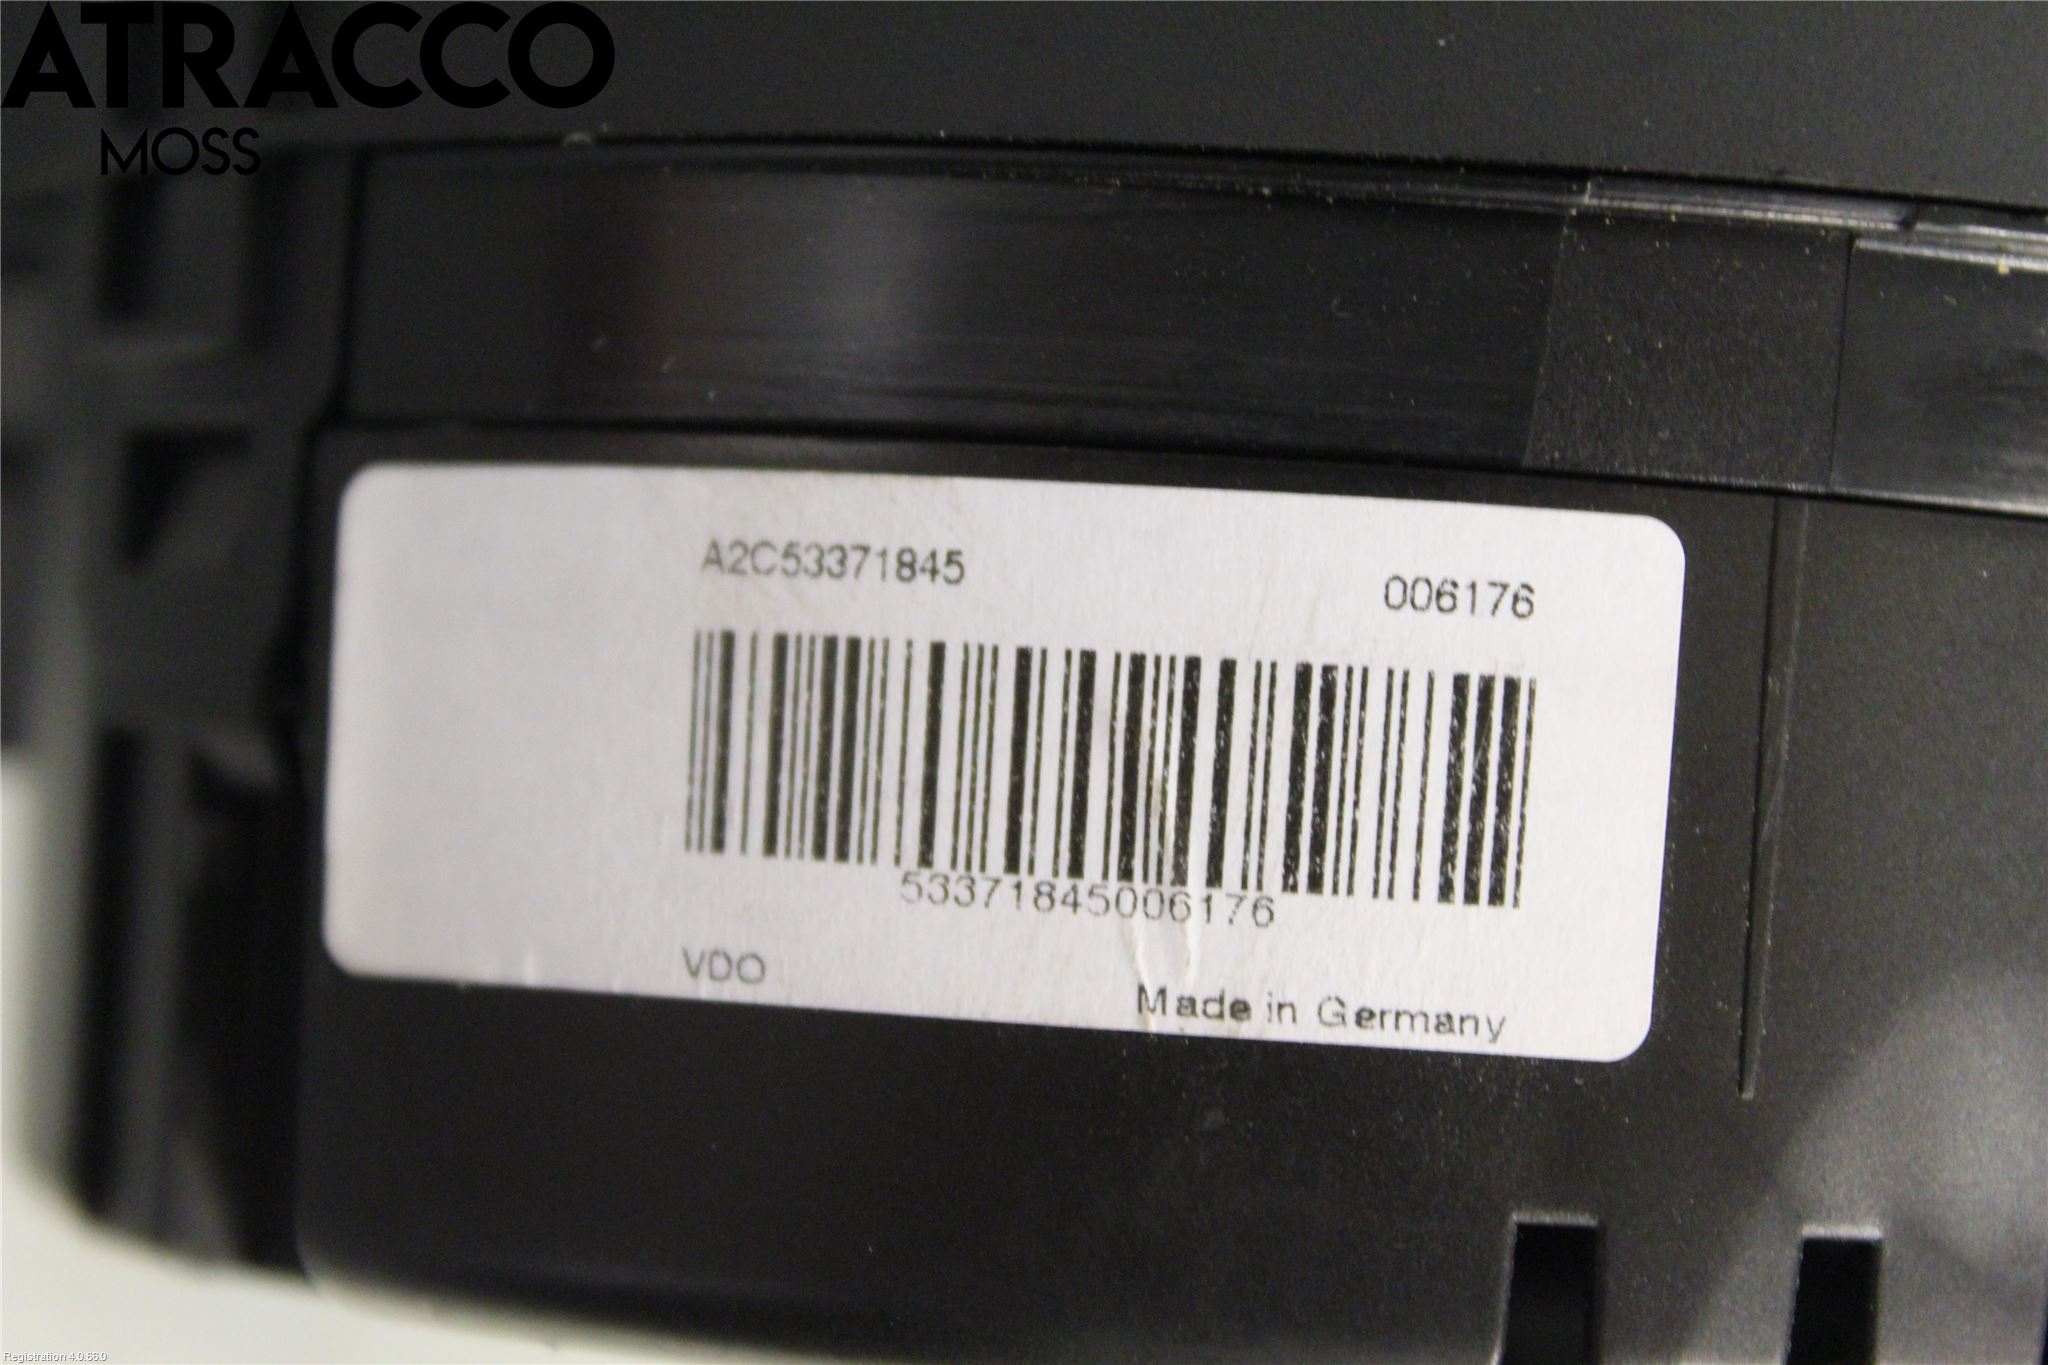 ATRACCO
MOSS
A2C53371845
006176
53371845006176
VDO
Made in Germany
Registration 4.0.66.0